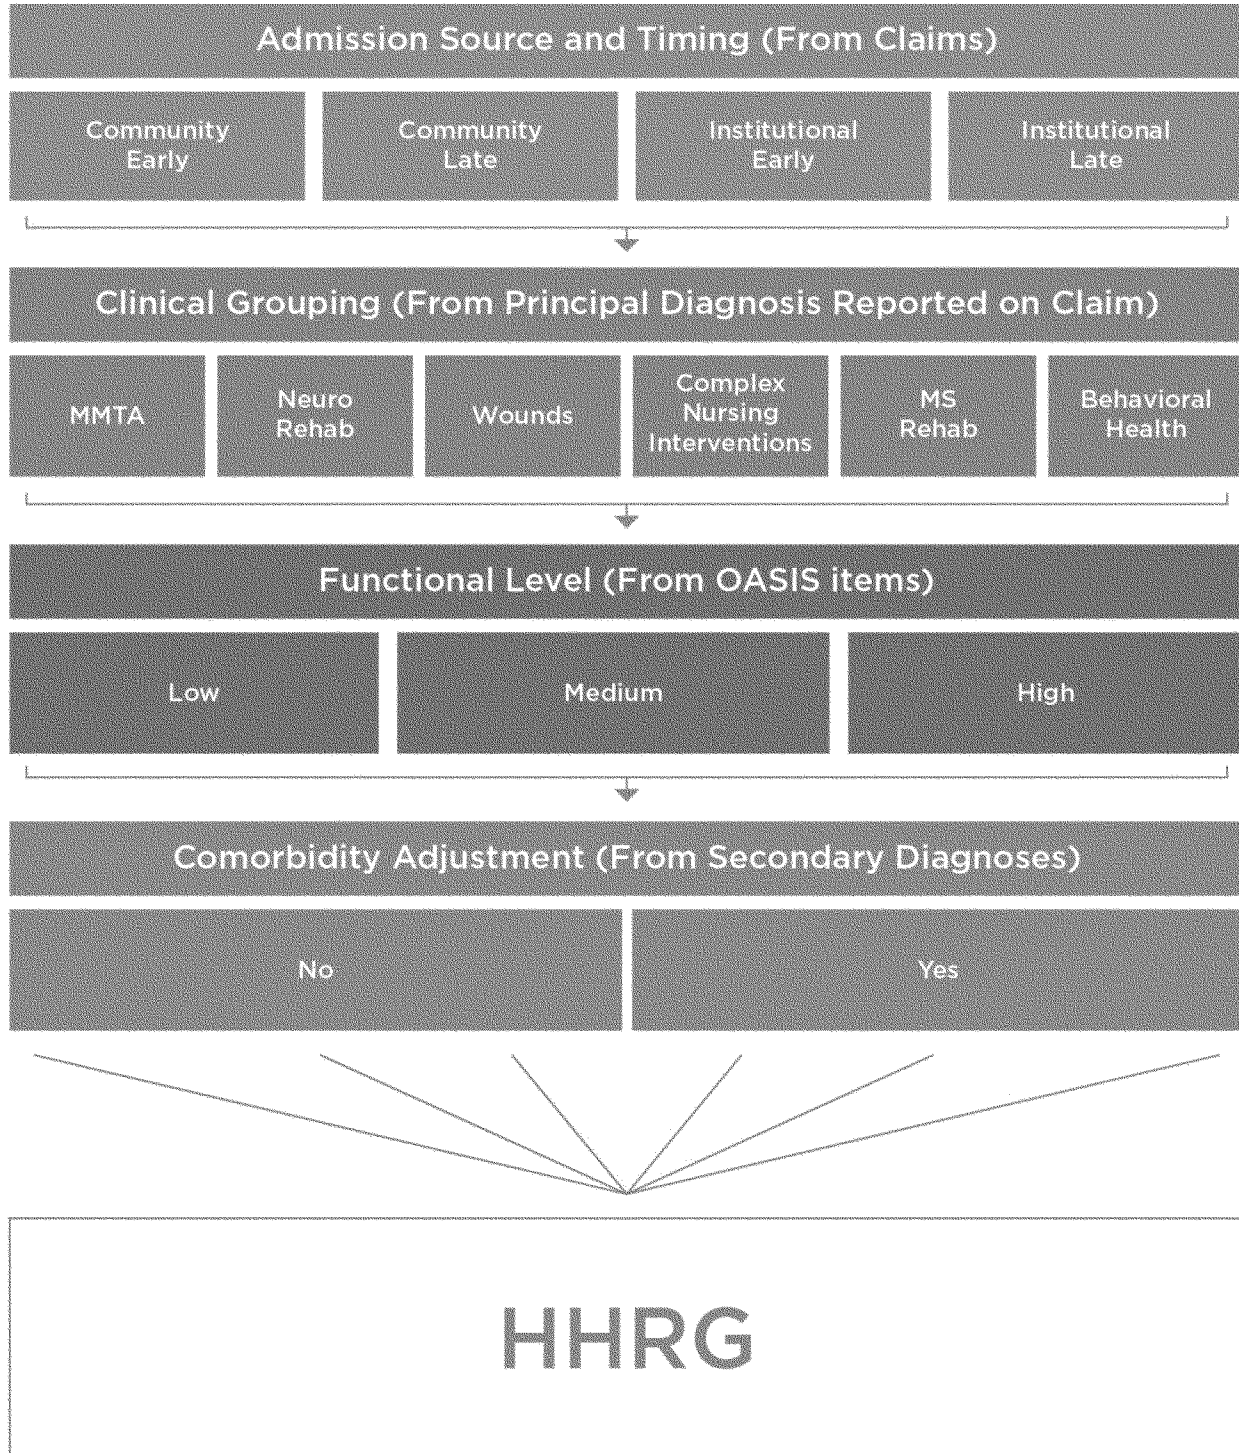 Admission Source and Timing (From Claims)
Community
Early
Community
Late
Institutional
Early
Institutional
Late
Clinical Grouping (From Principal Diagnosis Reported on Claim)
MMTA
Neuro
Rehab
Wounds
Complex
Nursing
Interventions
MS
Rehab
Behavioral
Health
Functional Level (From OASIS items)
Low
Medium
High
Comorbidity Adjustment (From Secondary Diagnoses)
No
Yes
HHRG